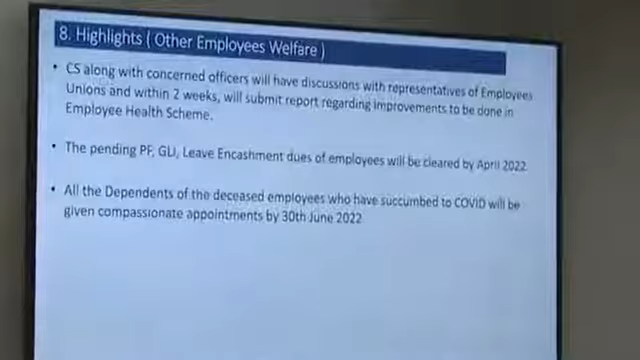 8. Highlights ( Other Employees Welfare )
• CS along with concerned officers will have discussions with representatives of Employees
Unions and within 2 weeks, will submit report regarding improvements to be done in
Employee Health Scheme.
• The pending PF, GLI, Leave Encashment dues of employees will be cleared by April 2022
• All the Dependents of the deceased employees who have succumbed to COVID will be
given compassionate appointments by 30th June 2022